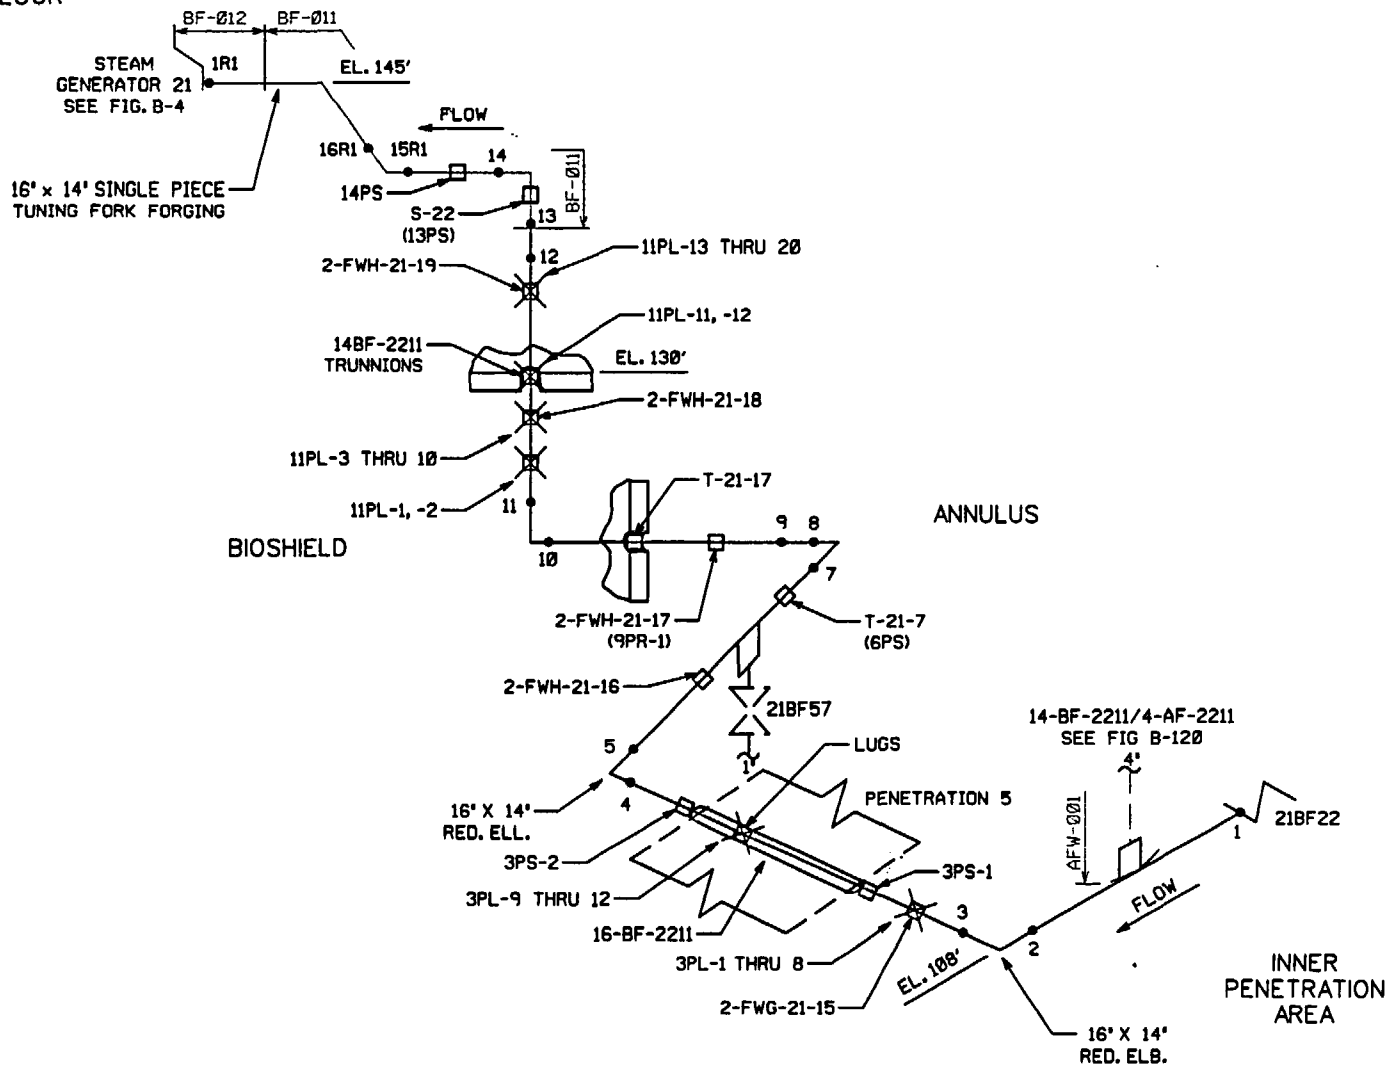 BF-Ø12
BF-Ø11
STEAM
GENERATOR 21
SEE FIG. B-4
1R1
EL. 145'
FLOW
16R1
15R1
14
16" x 14" SINGLE PIECE
TUNING FORK FORGING
14PS
S-22
(13PS)
BF-Ø11
13
12
11PL-13 THRU 2Ø
2-FWH-21-19
11PL-11, -12
14BF-2211
TRUNNIONS
EL. 13Ø'
2-FWH-21-18
11PL-3 THRU 1Ø
T-21-17
11PL-1, -2
11
ANNULUS
BIOSHIELD
1Ø
9
8
7
2-FWH-21-17
(9PR-1)
T-21-7
(6PS)
2-FWH-21-16
21BF57
14-BF-2211/4-AF-2211
SEE FIG B-12Ø
4"
5
LUGS
1"
4
PENETRATION 5
16" X 14"
RED. ELL.
AFW-ØØ1
1
21BF22
3PS-2
3PS-1
3PL-9 THRU 12
FLOW
16-BF-2211
3
2
3PL-1 THRU 8
EL. 1Ø8'
INNER
PENETRATION
AREA
2-FWG-21-15
16" X 14"
RED. ELB.